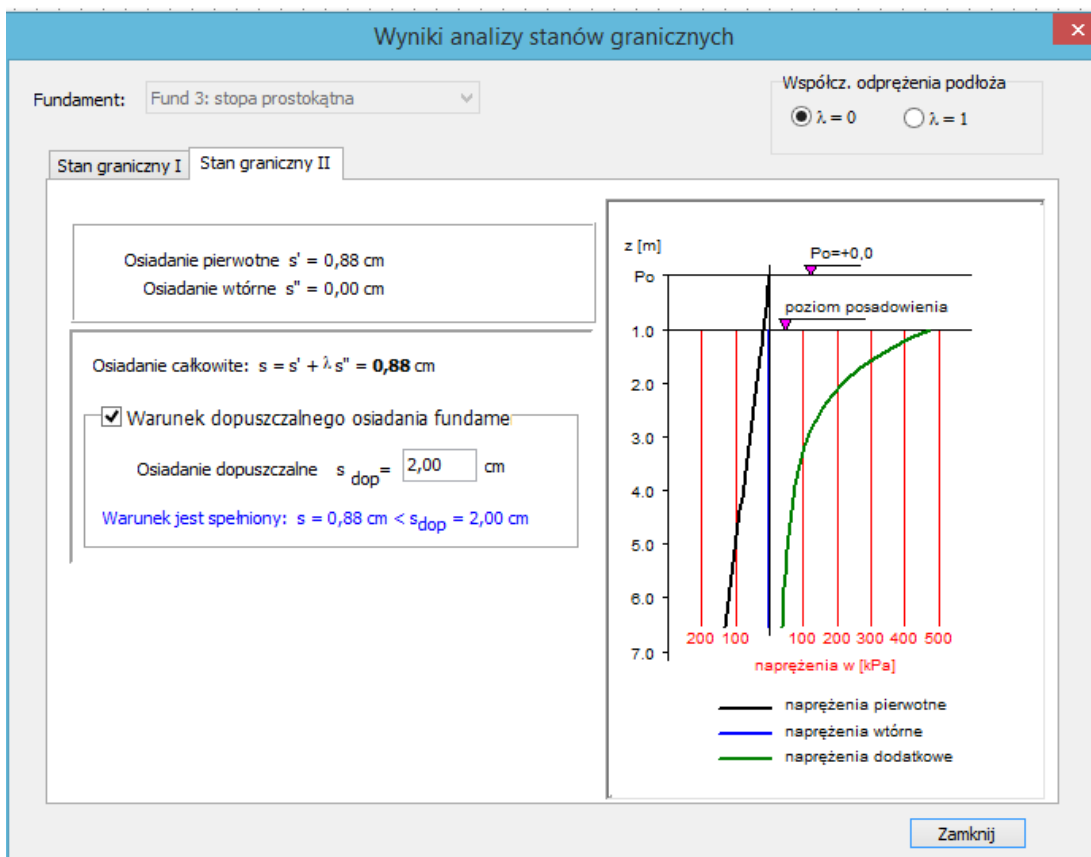 Wyniki analizy stanów granicznych
Fundament:
Fund 3: stopa prostokątna
Współcz. odprężenia podłoża
λ = 0
λ = 1
Stan graniczny I
Stan graniczny II
Osiadanie pierwotne s' = 0,88 cm
Osiadanie wtórne s" = 0,00 cm
Osiadanie całkowite: s = s' + λ s" = 0,88 cm
Warunek dopuszczalnego osiadania fundame
Osiadanie dopuszczalne s dop= 2,00 cm
Warunek jest spełniony: s = 0,88 cm < sdop = 2,00 cm
z [m]
Po=+0,0
Po
poziom posadowienia
1.0
2.0
3.0
4.0
5.0
6.0
200 100 100 200 300 400 500
7.0
naprężenia w [kPa]
naprężenia pierwotne
naprężenia wtórne
naprężenia dodatkowe
Zamknij